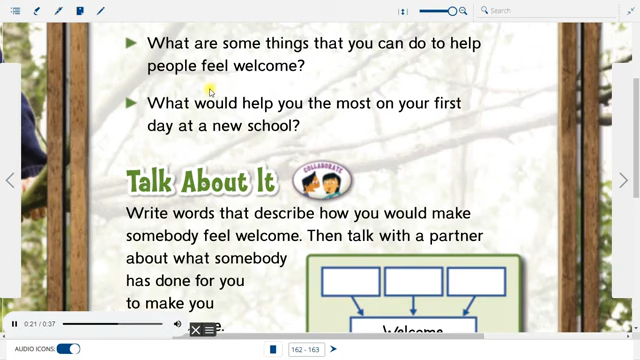 Search
What are some things that you can do to help
people feel welcome?
What would help you the most on your first
day at a new school?
Talk About It
COLLABORATE
Write words that describe how you would make
somebody feel welcome. Then talk with a partner
about what somebody
has done for you
to make you
Welcome
0:21 / 0:37
AUDIO ICONS:
162 - 163